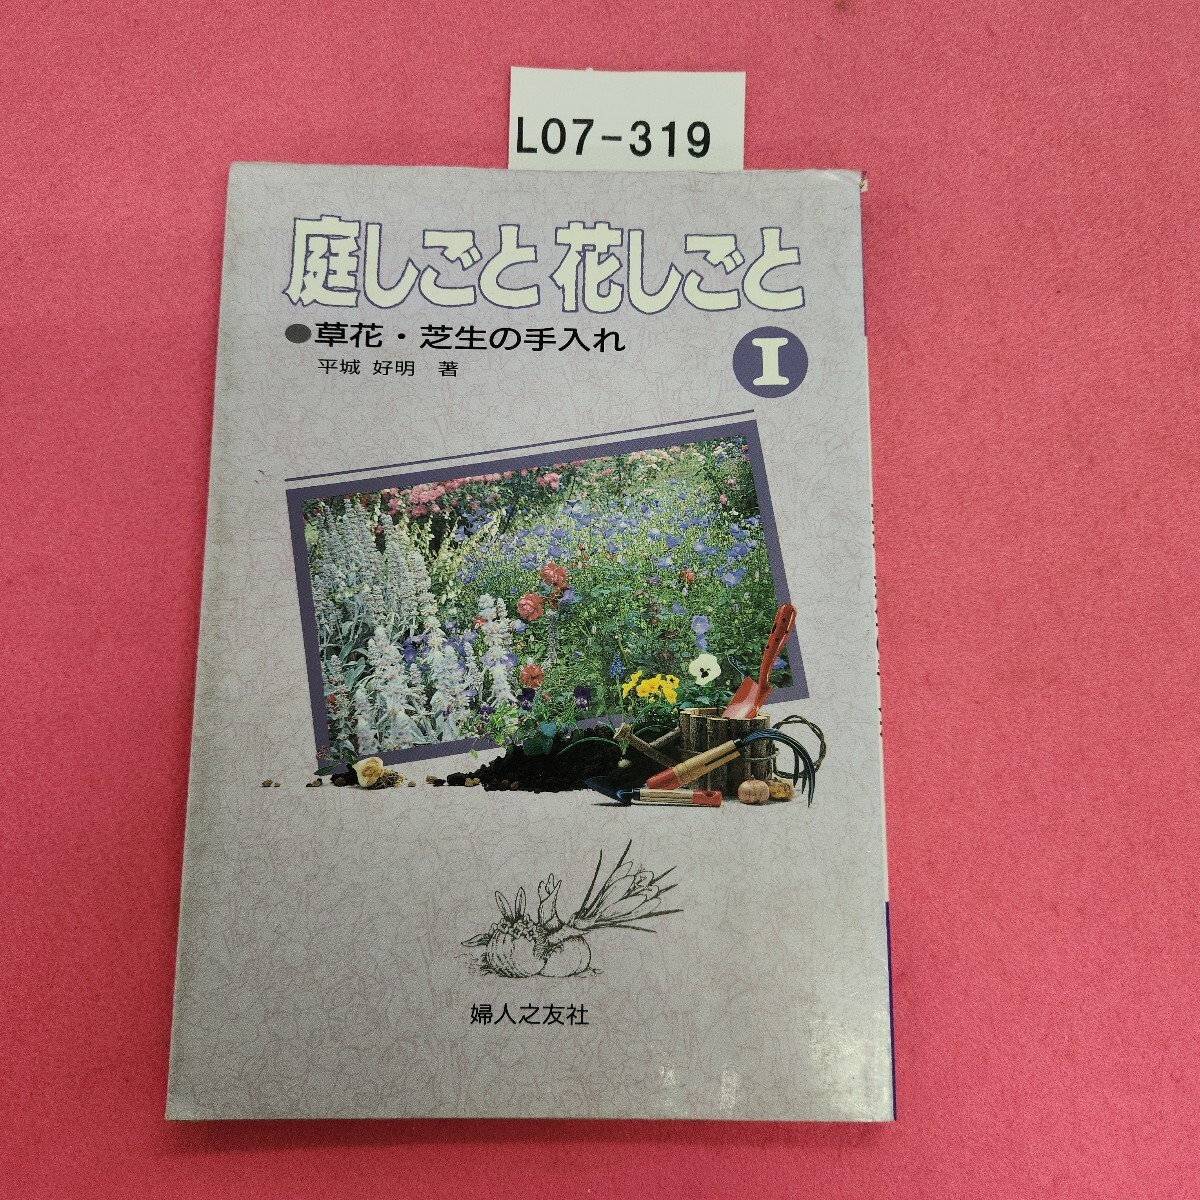 L07-319
庭しごと 花しごと
●草花・芝生の手入れ
I
平城 好明 著
婦人之友社